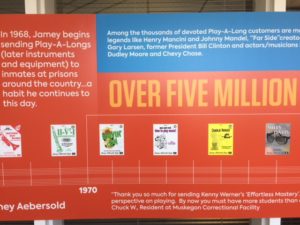 In 1968, Jamey begins
sending Play-A-Longs
(later instruments
and equipment) to
inmates at prisons
around the country...a
habit he continues to
this day.
Among the thousands of devoted Play-A-Long customers are
legends like Henry Mancini and Johnny Mandel, "Far Side"
Gary Larsen, former President Bill Clinton and actors/musicians
Dudley Moore and Chevy Chase.
OVER FIVE MILLION
1970
ney Aebersold
"Thank you so much for sending Kenny Werner's 'Effortless Mastery'
perspective on playing. By now you must have more students than
Chuck W., Resident at Muskegon Correctional Facility